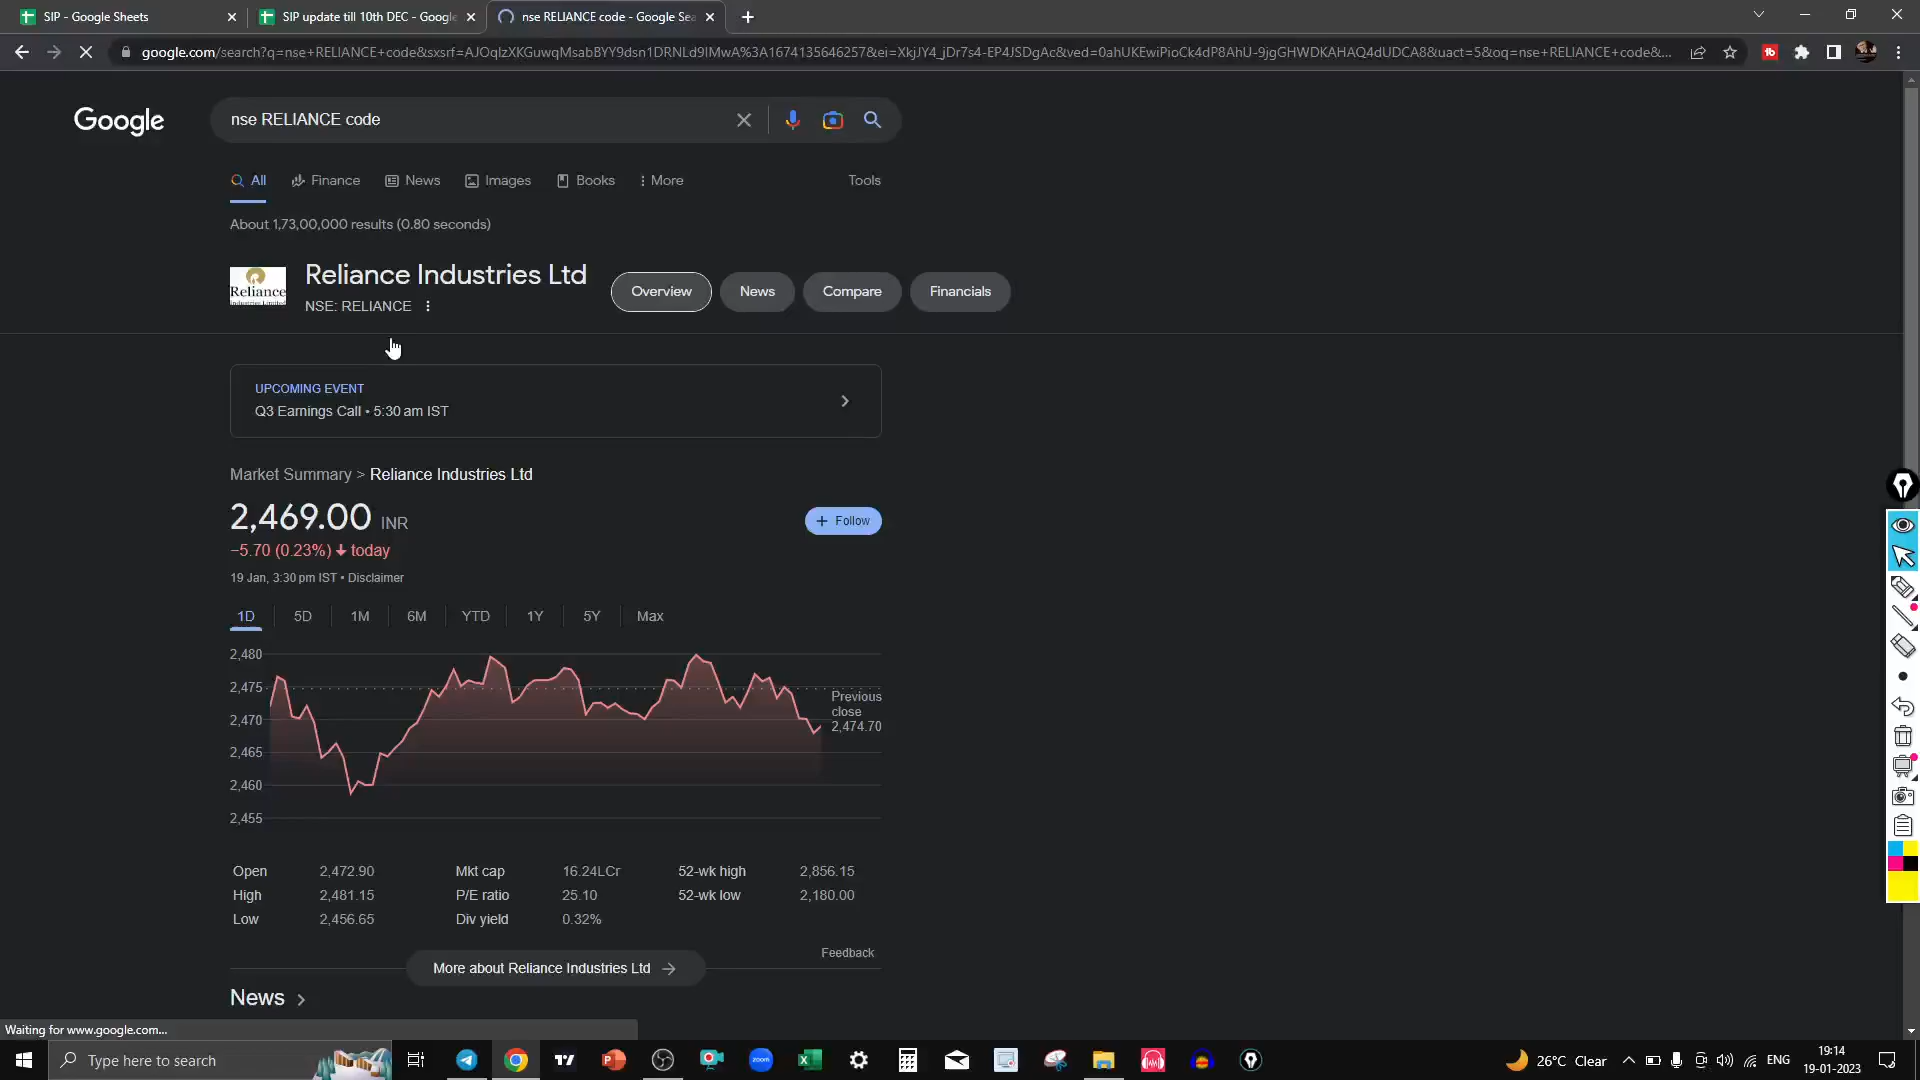 SIP - Google Sheets
SIP update till 10th DEC - Google
nse RELIANCE code - Google Sea
google.com/search?q=nse+RELIANCE+code&sxsrf=AJOqlzXKGuwqMsabBYY9dsn1DRNLd9IMwA%3A1674135646257&ei=XkjJY4_jDr7s4-EP4JSDgAc&ved=0ahUKEwiPioCk4dP8AhU-9jgGHWDKAHAQ4dUDCA8&uact=5&oq=nse+RELIANCE+code&...
Google
nse RELIANCE code
All
Finance
News
Images
Books
More
Tools
About 1,73,00,000 results (0.80 seconds)
Reliance
Industries Limited
Reliance Industries Ltd
NSE: RELIANCE
Overview
News
Compare
Financials
UPCOMING EVENT
Q3 Earnings Call • 5:30 am IST
Market Summary > Reliance Industries Ltd
2,469.00 INR
+ Follow
−5.70 (0.23%) today
19 Jan, 3:30 pm IST • Disclaimer
1D 5D 1M 6M YTD 1Y 5Y Max
2,480
2,475
2,470
2,465
2,460
2,455
Previous
close
2,474.70
Open 2,472.90 Mkt cap 16.24LCr 52-wk high 2,856.15
High 2,481.15 P/E ratio 25.10 52-wk low 2,180.00
Low 2,456.65 Div yield 0.32%
Feedback
More about Reliance Industries Ltd
News
Waiting for www.google.com...
Type here to search
zoom
26°C Clear
ENG
19:14
19-01-2023